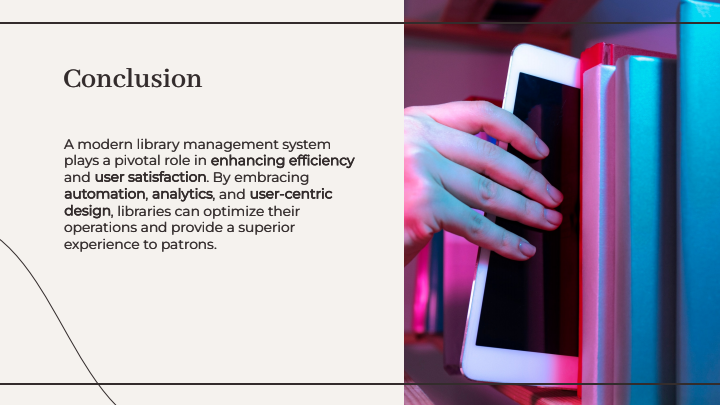 Conclusion
A modern library management system
plays a pivotal role in enhancing efficiency
and user satisfaction. By embracing
automation, analytics, and user-centric
design, libraries can optimize their
operations and provide a superior
experience to patrons.